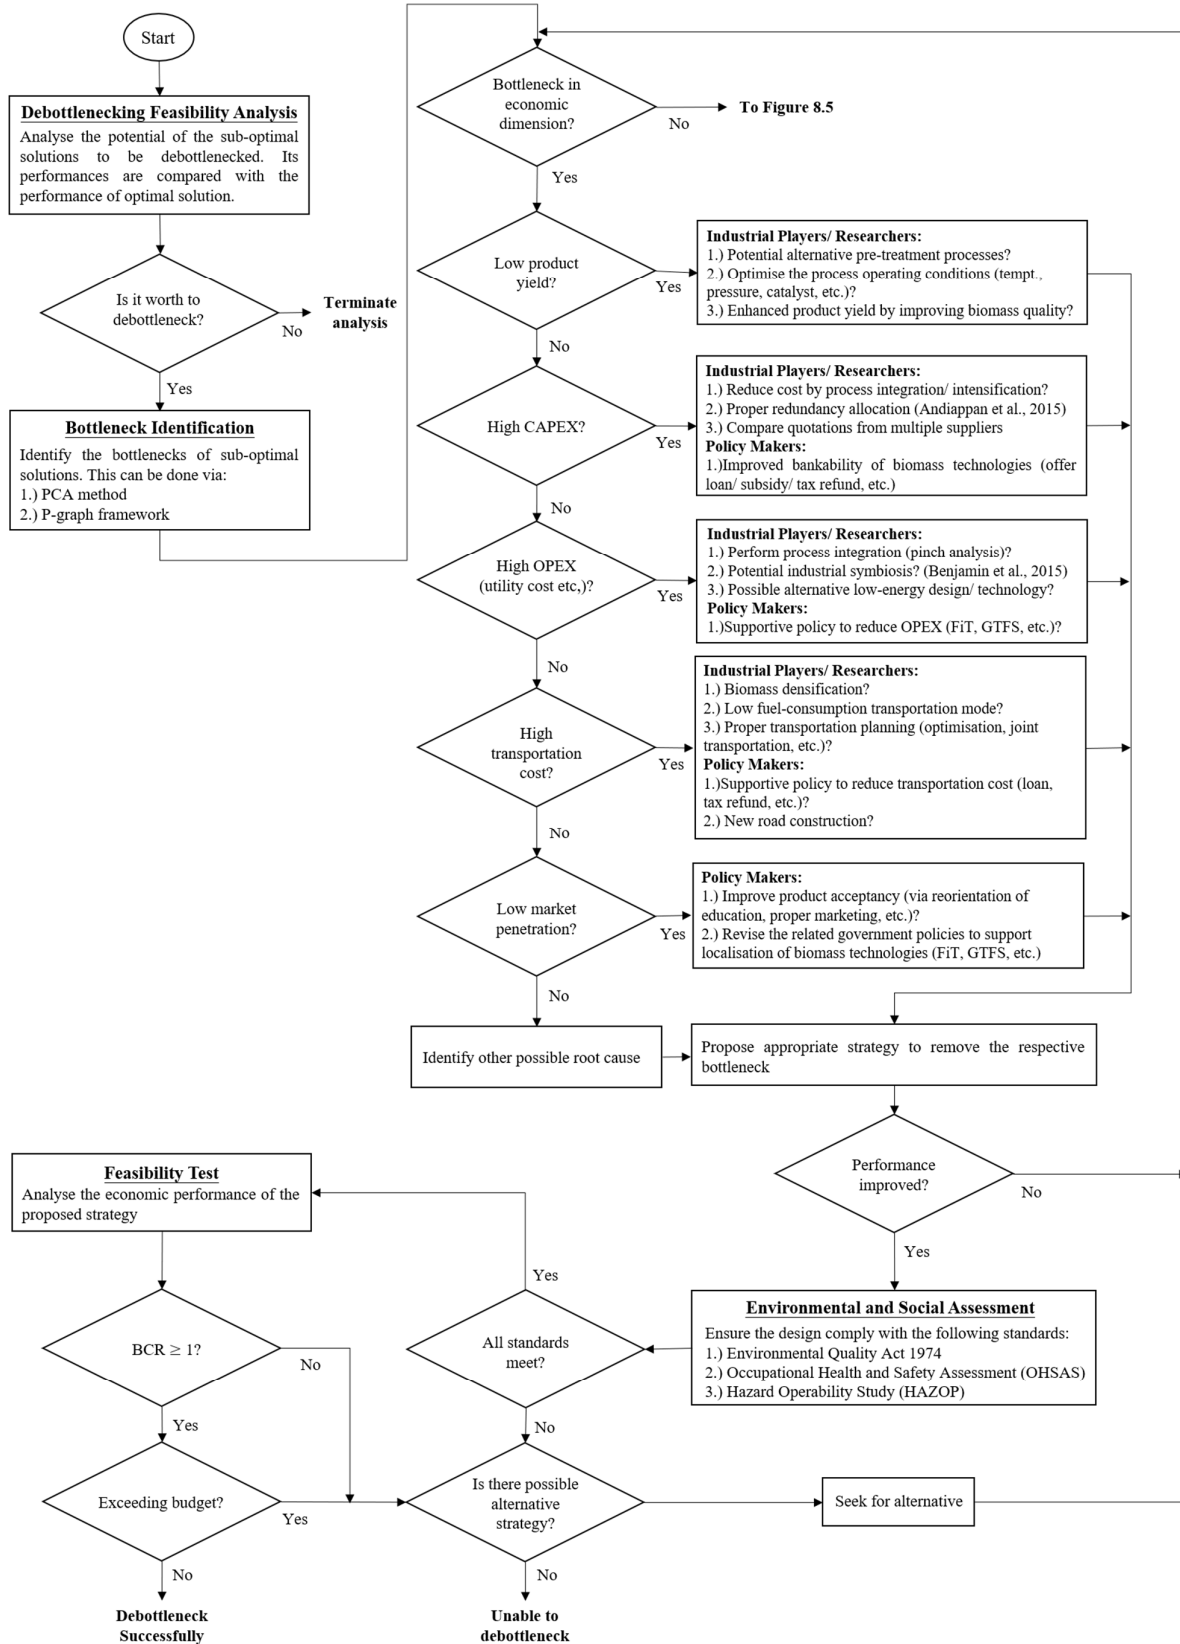 Start
Debottlenecking Feasibility Analysis
Analyse the potential of the sub-optimal
solutions to be debottlenecked. Its
performances are compared with the
performance of optimal solution.
Is it worth to
debottleneck?
No
Terminate
analysis
Yes
Bottleneck Identification
Identify the bottlenecks of sub-optimal
solutions. This can be done via:
1.) PCA method
2.) P-graph framework
Bottleneck in
economic
dimension?
No
To Figure 8.5
Yes
Low product
yield?
Yes
Industrial Players/ Researchers:
1.) Potential alternative pre-treatment processes?
2.) Optimise the process operating conditions (tempt.,
pressure, catalyst, etc.)?
3.) Enhanced product yield by improving biomass quality?
No
High CAPEX?
Yes
Industrial Players/ Researchers:
1.) Reduce cost by process integration/ intensification?
2.) Proper redundancy allocation (Andiappan et al., 2015)
3.) Compare quotations from multiple suppliers
Policy Makers:
1.)Improved bankability of biomass technologies (offer
loan/ subsidy/ tax refund, etc.)
No
High OPEX
(utility cost etc,)?
Yes
Industrial Players/ Researchers:
1.) Perform process integration (pinch analysis)?
2.) Potential industrial symbiosis? (Benjamin et al., 2015)
3.) Possible alternative low-energy design/ technology?
Policy Makers:
1.)Supportive policy to reduce OPEX (FiT, GTFS, etc.)?
No
High
transportation
cost?
Yes
Industrial Players/ Researchers:
1.) Biomass densification?
2.) Low fuel-consumption transportation mode?
3.) Proper transportation planning (optimisation, joint
transportation, etc.)?
Policy Makers:
1.)Supportive policy to reduce transportation cost (loan,
tax refund, etc.)?
2.) New road construction?
No
Low market
penetration?
Yes
Policy Makers:
1.) Improve product acceptancy (via reorientation of
education, proper marketing, etc.)?
2.) Revise the related government policies to support
localisation of biomass technologies (FiT, GTFS, etc.)
No
Identify other possible root cause
Propose appropriate strategy to remove the respective
bottleneck
Performance
improved?
No
Yes
Environmental and Social Assessment
Ensure the design comply with the following standards:
1.) Environmental Quality Act 1974
2.) Occupational Health and Safety Assessment (OHSAS)
3.) Hazard Operability Study (HAZOP)
All standards
meet?
Yes
No
Feasibility Test
Analyse the economic performance of the
proposed strategy
BCR ≥ 1?
No
Yes
Exceeding budget?
Yes
No
Debottleneck
Successfully
Is there possible
alternative
strategy?
Seek for alternative
No
Unable to
debottleneck